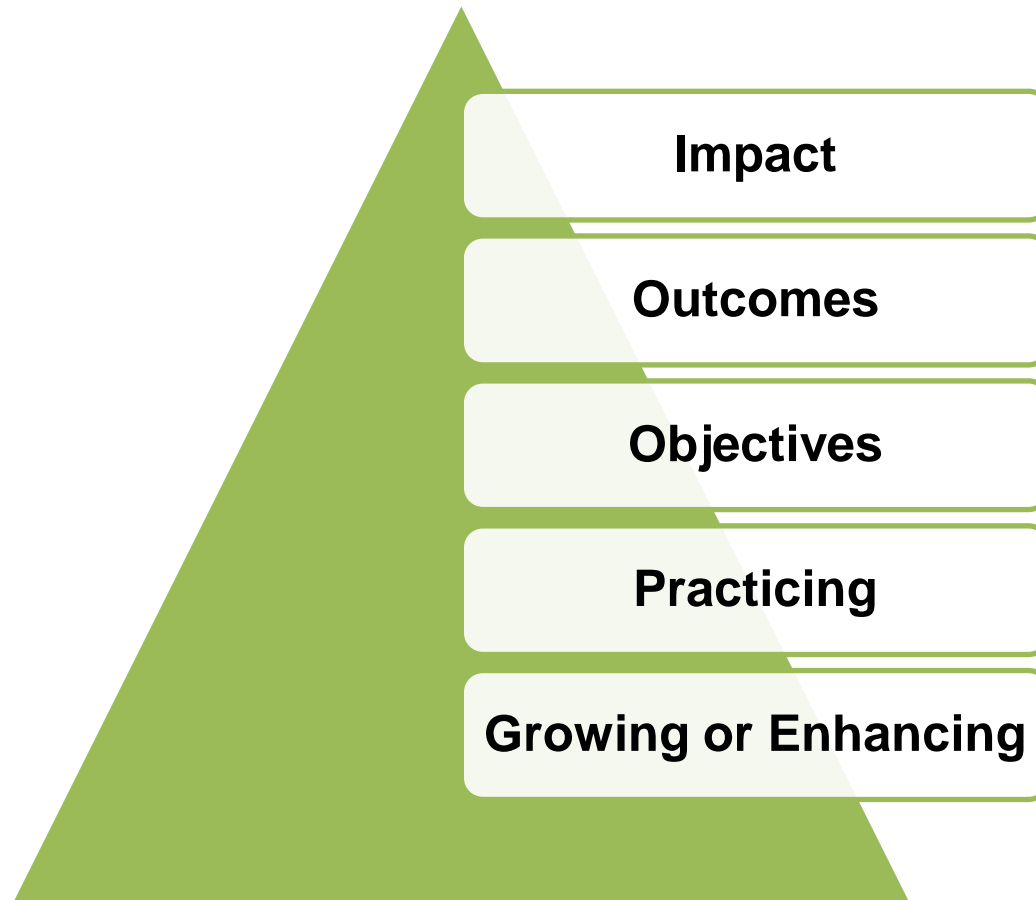 Impact
Outcomes
Objectives
Practicing
Growing or Enhancing